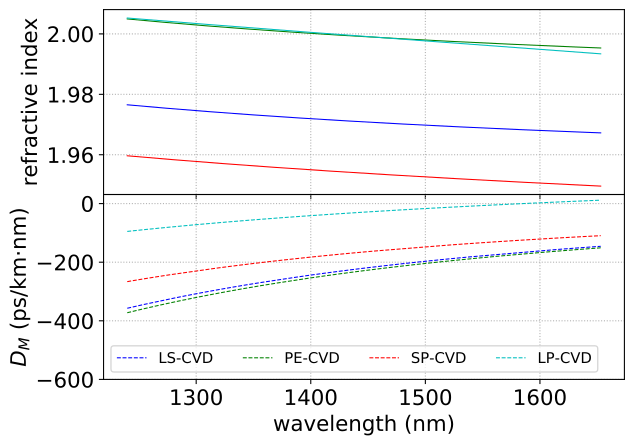 refractive index
2.00
1.98
1.96
D_M (ps/km·nm)
0
−200
−400
−600
LS-CVD PE-CVD SP-CVD LP-CVD
1300 1400 1500 1600
wavelength (nm)